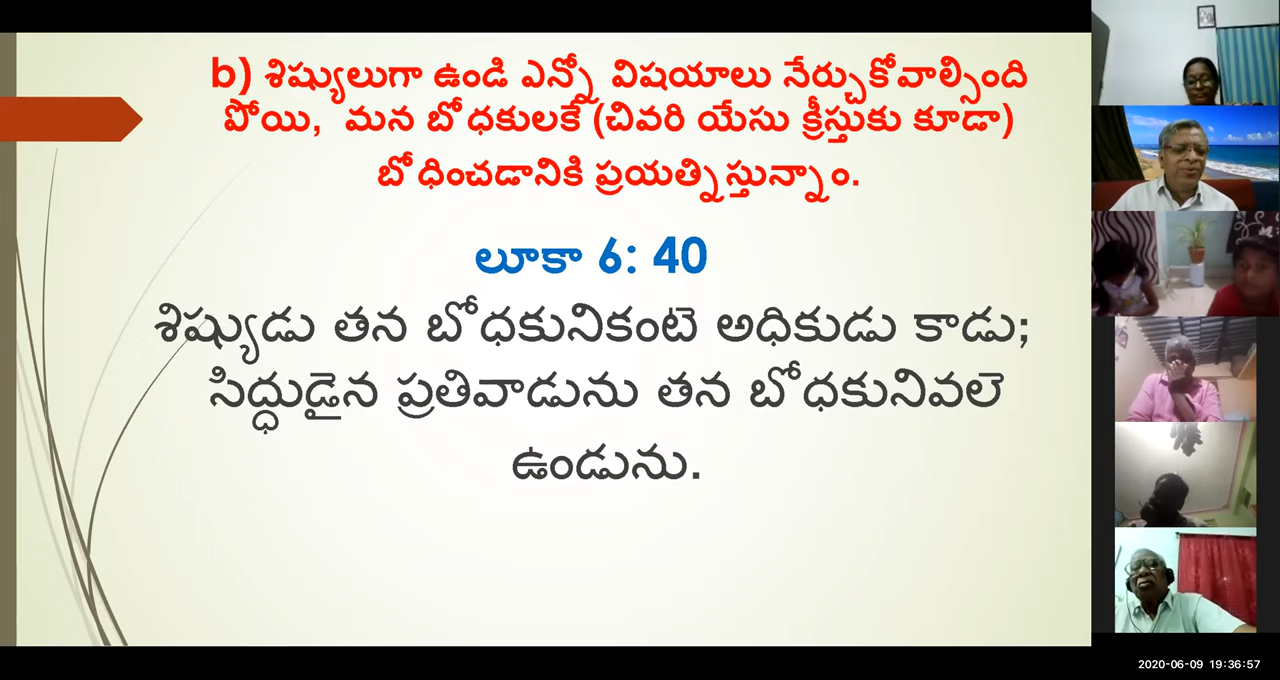 b) శిష్యులుగా ఉండి ఎన్నో విషయాలు నేర్చుకోవాల్సింది
పోయి, మన బోధకులకే (చివరి యేసు క్రీస్తుకు కూడా)
బోధించడానికి ప్రయత్నిస్తున్నాం.
లూకా 6: 40
శిష్యుడు తన బోధకునికంటె అధికుడు కాడు;
సిద్ధుడైన ప్రతివాడును తన బోధకునివలె
ఉండును.
2020-06-09 19:36:57